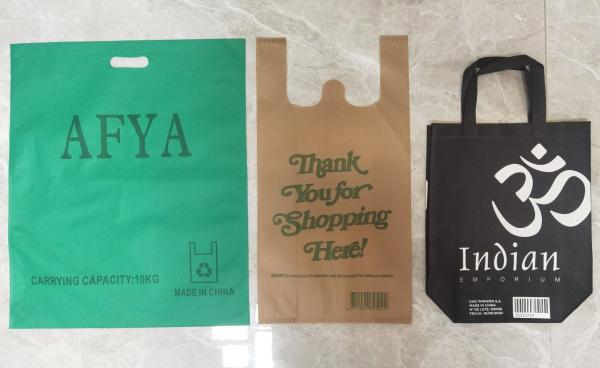 AFYA
CARRYING CAPACITY:10KG
MADE IN CHINA
Thank
You for
Shopping
Here!
Indian
EMPORIUM
MADE IN CHINA